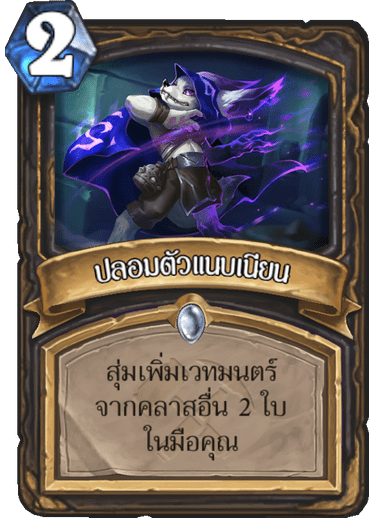 2
ปลอมตัวแนบเนียน
สุ่มเพิ่มเวทมนตร์
จากคลาสอื่น 2 ใบ
ในมือคุณ